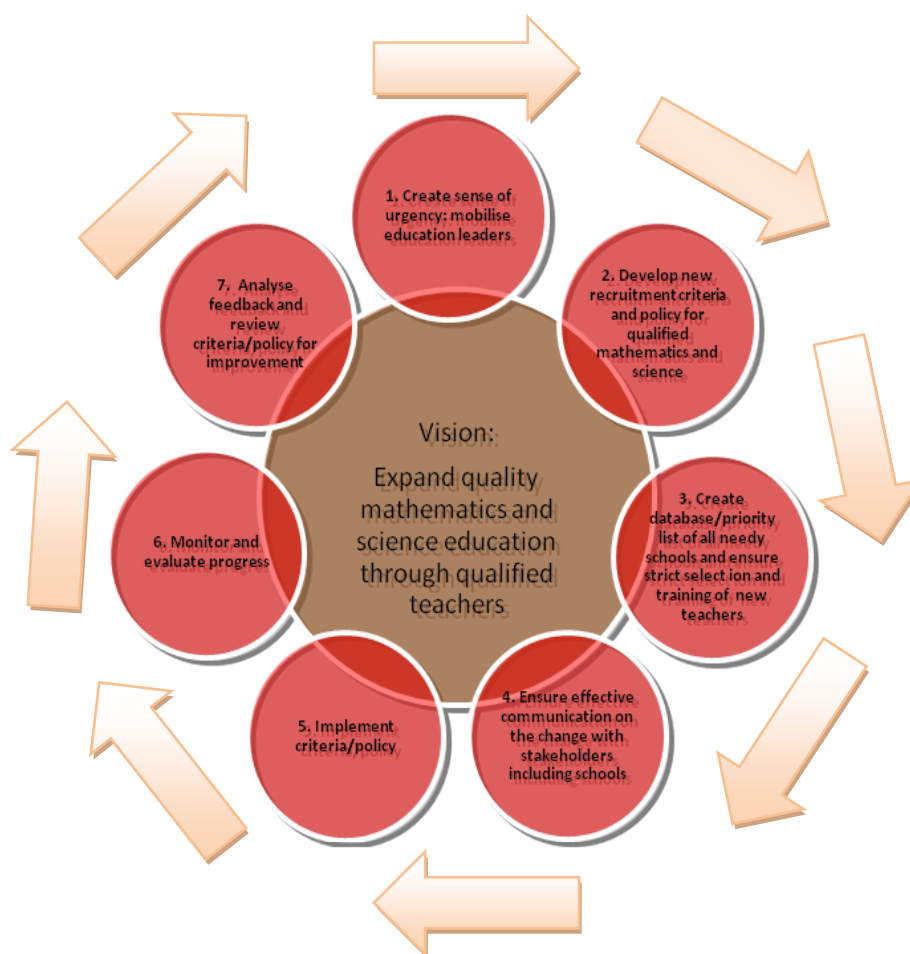 1. Create sense of
urgency: mobilise
education leaders
2. Develop new
recruitment criteria
and policy for
qualified
mathematics and
science
3. Create
database/priority
list of all needy
schools and ensure
strict select ion and
training of new
teachers
4. Ensure effective
communication on
the change with
stakeholders
including schools
5. Implement
criteria/policy
6. Monitor and
evaluate progress
7. Analyse
feedback and
review
criteria/policy for
improvement
Vision:
Expand quality
mathematics and
science education
through qualified
teachers